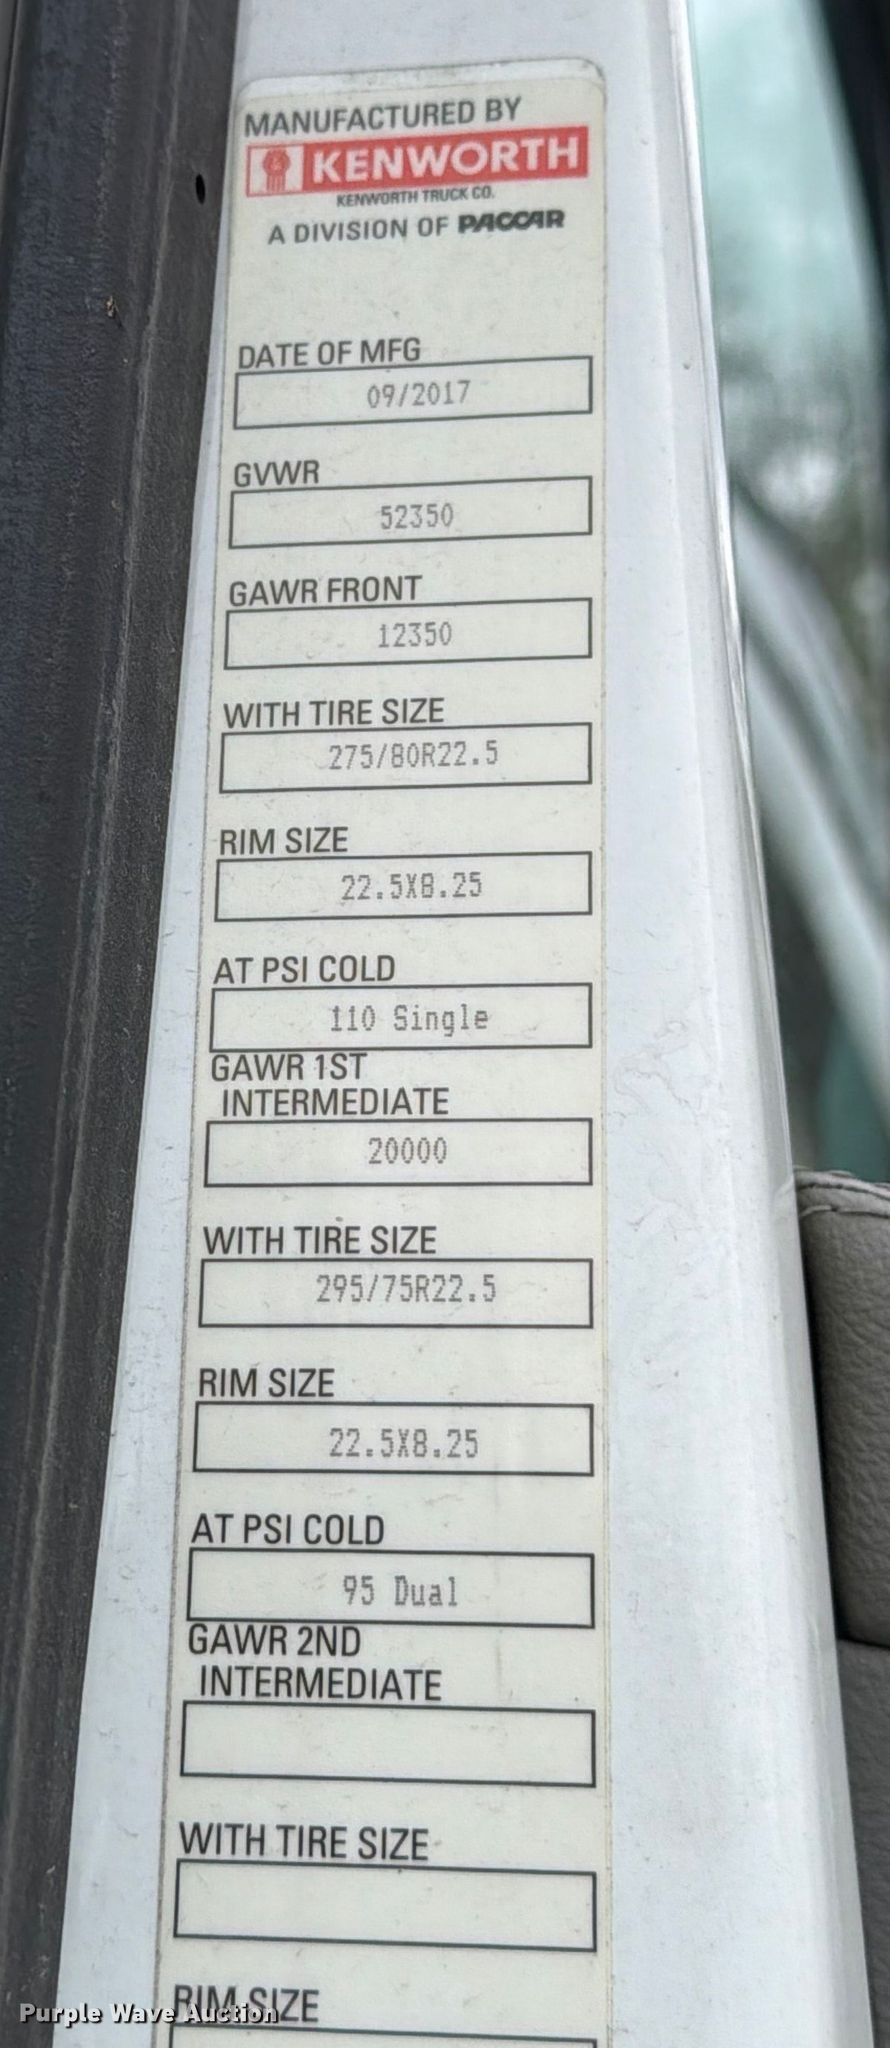 MANUFACTURED BY
KENWORTH
KENWORTH TRUCK CO.
A DIVISION OF PACCAR
DATE OF MFG
09/2017
GVWR
52350
GAWR FRONT
12350
WITH TIRE SIZE
275/80R22.5
RIM SIZE
22.5X8.25
AT PSI COLD
110 Single
GAWR 1ST
INTERMEDIATE
20000
WITH TIRE SIZE
295/75R22.5
RIM SIZE
22.5X8.25
AT PSI COLD
95 Dual
GAWR 2ND
INTERMEDIATE
WITH TIRE SIZE
RIM SIZE
Purple Wave Auction